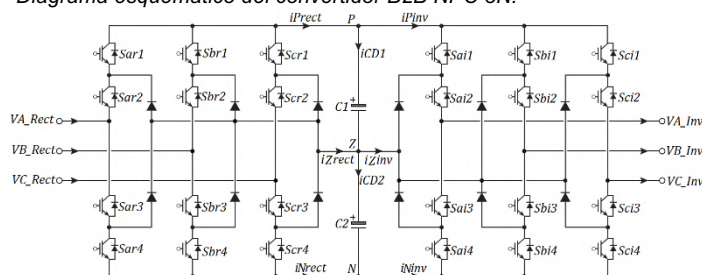 Diagrama esquemático del convertidor B2B NPC 3N.
iPrect P iPinv
Sar1 Sbr1 Scr1 iCD1 Sai1 Sbi1 Sci1
Sar2 Sbr2 Scr2 C1 + Sai2 Sbi2 Sci2
VA_Rect VA_Inv
VB_Rect Z VB_Inv
iZrect iZinv
VC_Rect iCD2 VC_Inv
Sar3 Sbr3 Scr3 C2 + Sai3 Sbi3 Sci3
Sar4 Sbr4 Scr4 Sai4 Sbi4 Sci4
iNrect N iNinv